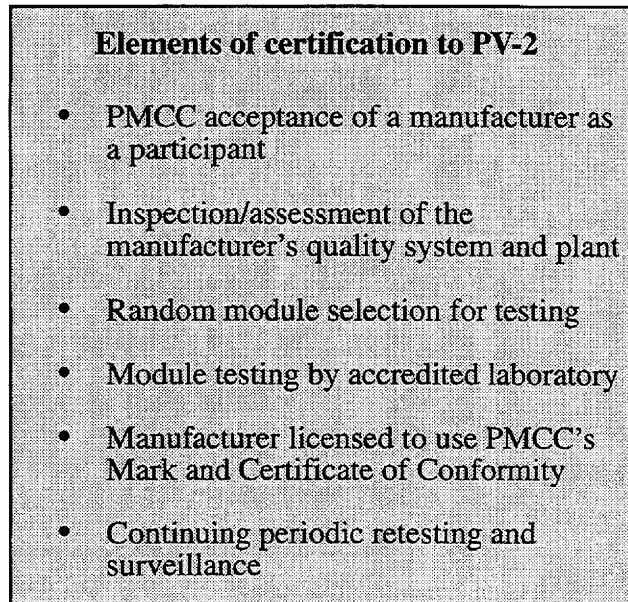 Elements of certification to PV-2
• PMCC acceptance of a manufacturer as
a participant
• Inspection/assessment of the
manufacturer's quality system and plant
• Random module selection for testing
• Module testing by accredited laboratory
• Manufacturer licensed to use PMCC's
Mark and Certificate of Conformity
• Continuing periodic retesting and
surveillance